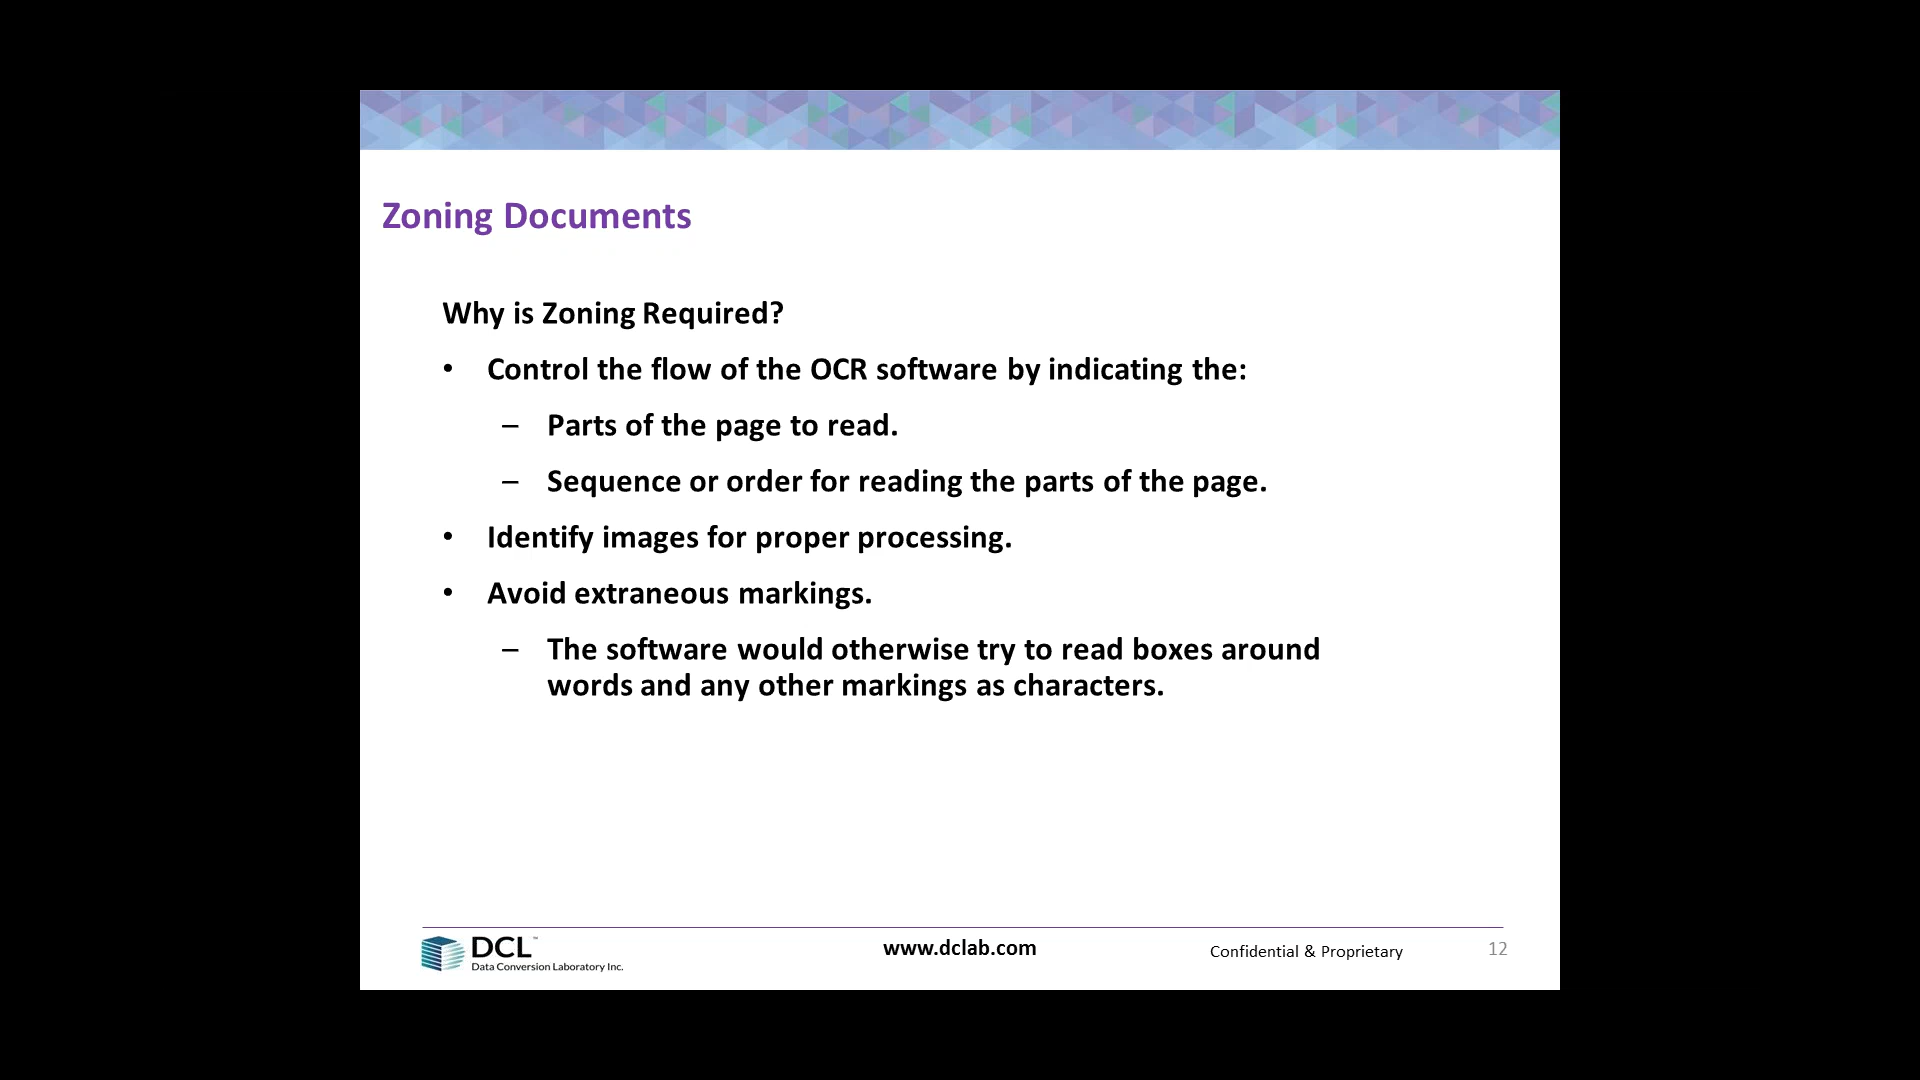 Zoning Documents
Why is Zoning Required?
• Control the flow of the OCR software by indicating the:
– Parts of the page to read.
– Sequence or order for reading the parts of the page.
• Identify images for proper processing.
• Avoid extraneous markings.
– The software would otherwise try to read boxes around
words and any other markings as characters.
DCL™
Data Conversion Laboratory Inc.
www.dclab.com
Confidential & Proprietary
12